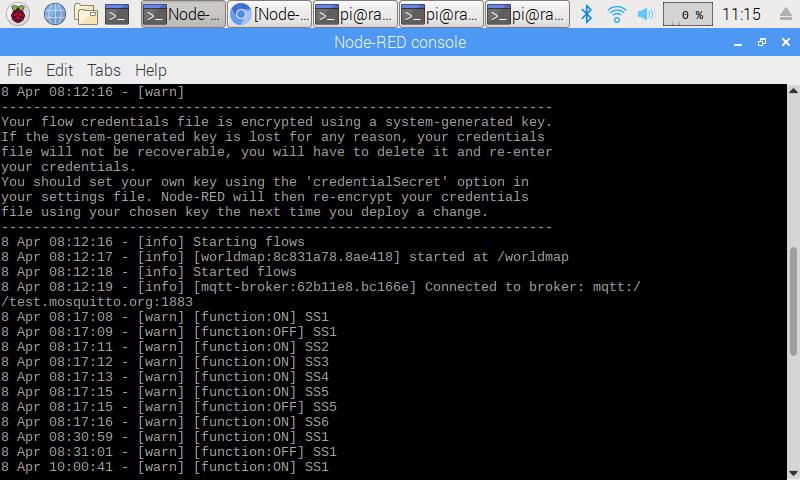 Node-...
[Node-...
pi@ra...
pi@ra...
pi@ra...
0 %
11:15
Node-RED console
File Edit Tabs Help
8 Apr 08:12:16 - [warn]
--------------------------------------------------------------------
Your flow credentials file is encrypted using a system-generated key.
If the system-generated key is lost for any reason, your credentials
file will not be recoverable, you will have to delete it and re-enter
your credentials.
You should set your own key using the 'credentialSecret' option in
your settings file. Node-RED will then re-encrypt your credentials
file using your chosen key the next time you deploy a change.
--------------------------------------------------------------------
8 Apr 08:12:16 - [info] Starting flows
8 Apr 08:12:17 - [info] [worldmap:8c831a78.8ae418] started at /worldmap
8 Apr 08:12:18 - [info] Started flows
8 Apr 08:12:19 - [info] [mqtt-broker:62b11e8.bc166e] Connected to broker: mqtt:/
/test.mosquitto.org:1883
8 Apr 08:17:08 - [warn] [function:ON] SS1
8 Apr 08:17:09 - [warn] [function:OFF] SS1
8 Apr 08:17:11 - [warn] [function:ON] SS2
8 Apr 08:17:12 - [warn] [function:ON] SS3
8 Apr 08:17:13 - [warn] [function:ON] SS4
8 Apr 08:17:15 - [warn] [function:ON] SS5
8 Apr 08:17:15 - [warn] [function:OFF] SS5
8 Apr 08:17:16 - [warn] [function:ON] SS6
8 Apr 08:30:59 - [warn] [function:ON] SS1
8 Apr 08:31:01 - [warn] [function:OFF] SS1
8 Apr 10:00:41 - [warn] [function:ON] SS1